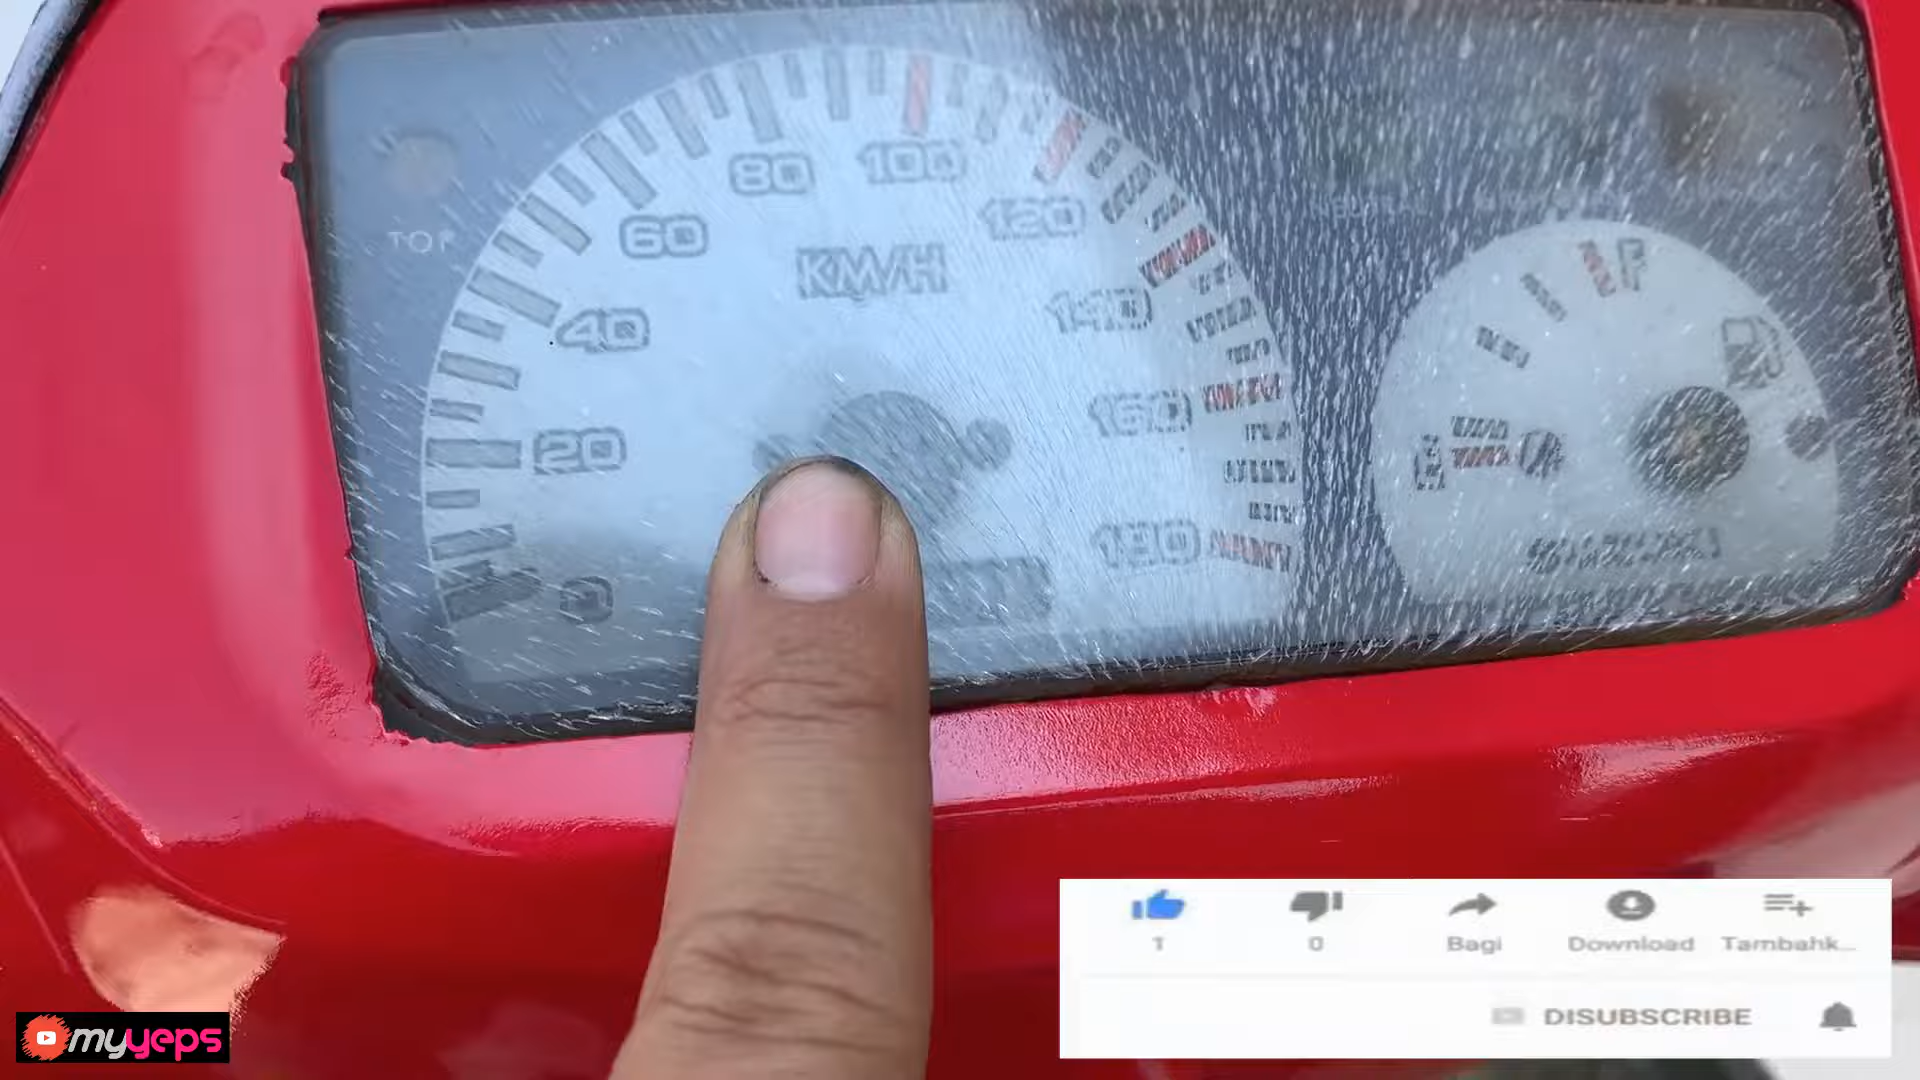 TOP
0
20
40
60
80
100
120
140
160
180
KM/H
NEUTRAL
F
E
1
0
Bagi
Download
Tambahk...
DISUBSCRIBE
myyeps